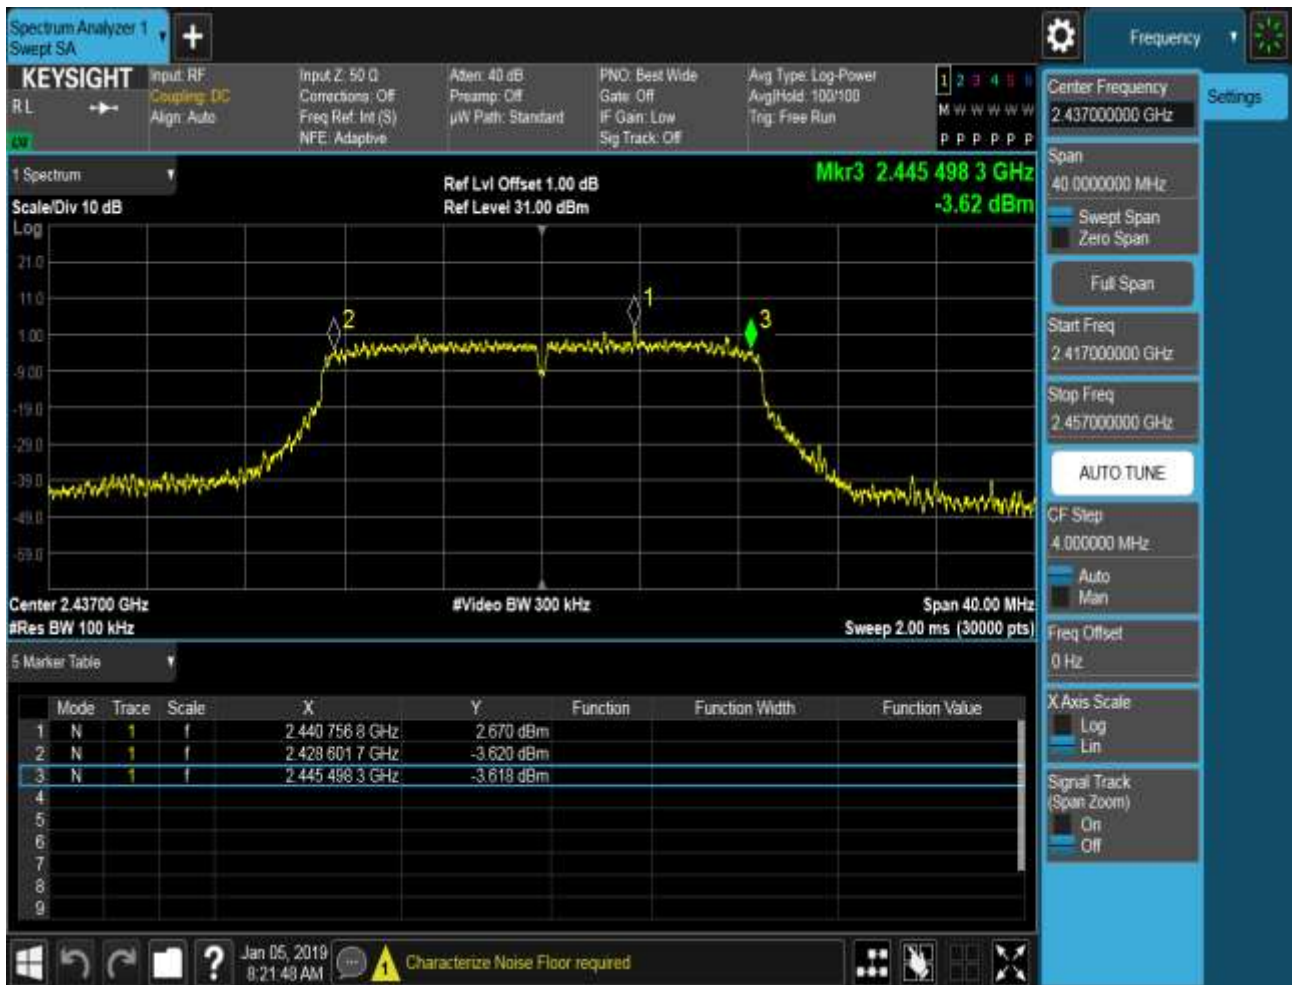 Spectrum Analyzer 1
Swept SA
+
Frequency
KEYSIGHT
R L
Input: RF
Coupling: DC
Align: Auto
Input Z: 50 Ω
Corrections: Off
Freq Ref: Int (S)
NFE: Adaptive
Atten: 40 dB
Preamp: Off
µW Path: Standard
PNO: Best Wide
Gate: Off
IF Gain: Low
Sig Track: Off
Avg Type: Log-Power
Avg|Hold: 100/100
Trig: Free Run
1 2 3 4 5 6
M W W W W W
P P P P P P
1 Spectrum
Scale/Div 10 dB
Ref Lvl Offset 1.00 dB
Ref Level 31.00 dBm
Mkr3 2.445 498 3 GHz
-3.62 dBm
Log
21.0
11.0
1.00
-9.00
-19.0
-29.0
-39.0
-49.0
-59.0
2
1
3
Center 2.43700 GHz
#Video BW 300 kHz
Span 40.00 MHz
#Res BW 100 kHz
Sweep 2.00 ms (30000 pts)
5 Marker Table
Mode Trace Scale X Y Function Function Width Function Value
1 N 1 f 2.440 756 8 GHz 2.670 dBm
2 N 1 f 2.428 601 7 GHz -3.620 dBm
3 N 1 f 2.445 498 3 GHz -3.618 dBm
4
5
6
7
8
9
Center Frequency
2.437000000 GHz
Settings
Span
40.0000000 MHz
Swept Span
Zero Span
Full Span
Start Freq
2.417000000 GHz
Stop Freq
2.457000000 GHz
AUTO TUNE
CF Step
4.000000 MHz
Auto
Man
Freq Offset
0 Hz
X Axis Scale
Log
Lin
Signal Track
(Span Zoom)
On
Off
?
Jan 05, 2019
8:21:48 AM
1
Characterize Noise Floor required